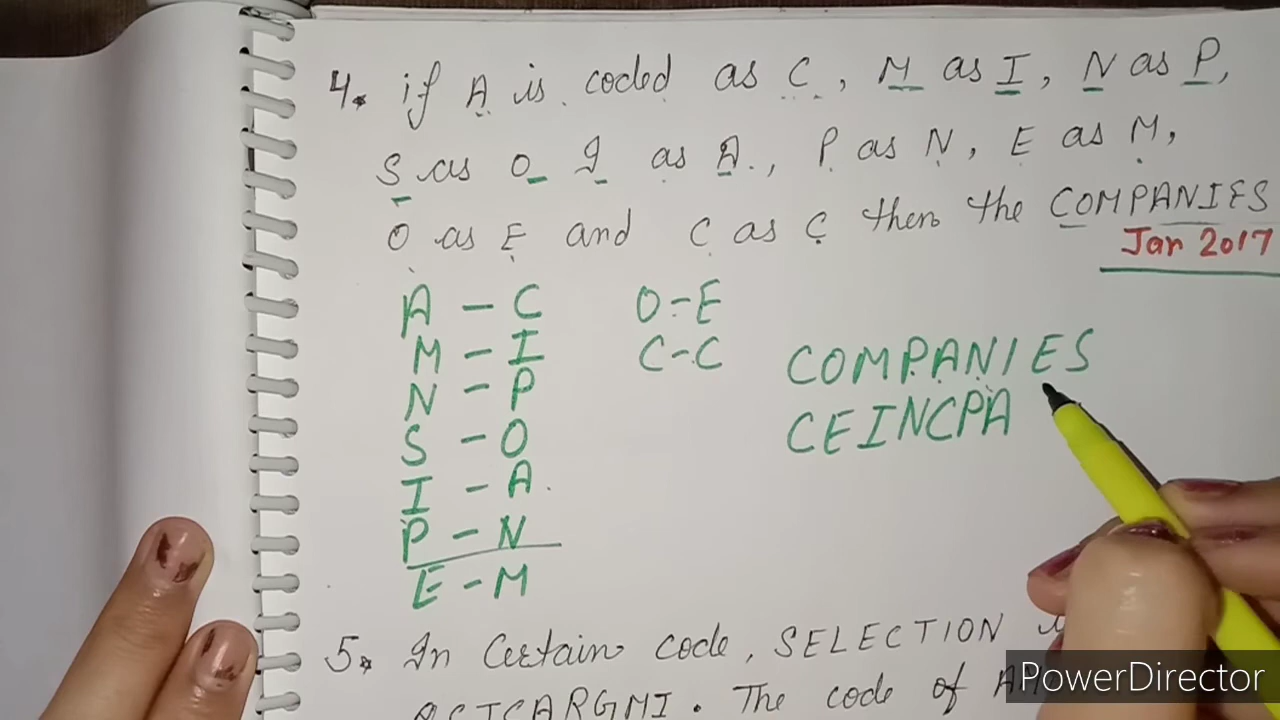 4. if A is coded as C, M as I, N as P,
S as O I as A., P as N, E as M,
O as E and C as C then the COMPANIES
Jan 2017
A - C
M - I
N - P
S - O
I - A
P - N
E - M
O - E
C - C
COMPANIES
CEINCPA
5. In Certain code, SELECTION
QCJCARGMI. The code of
PowerDirector